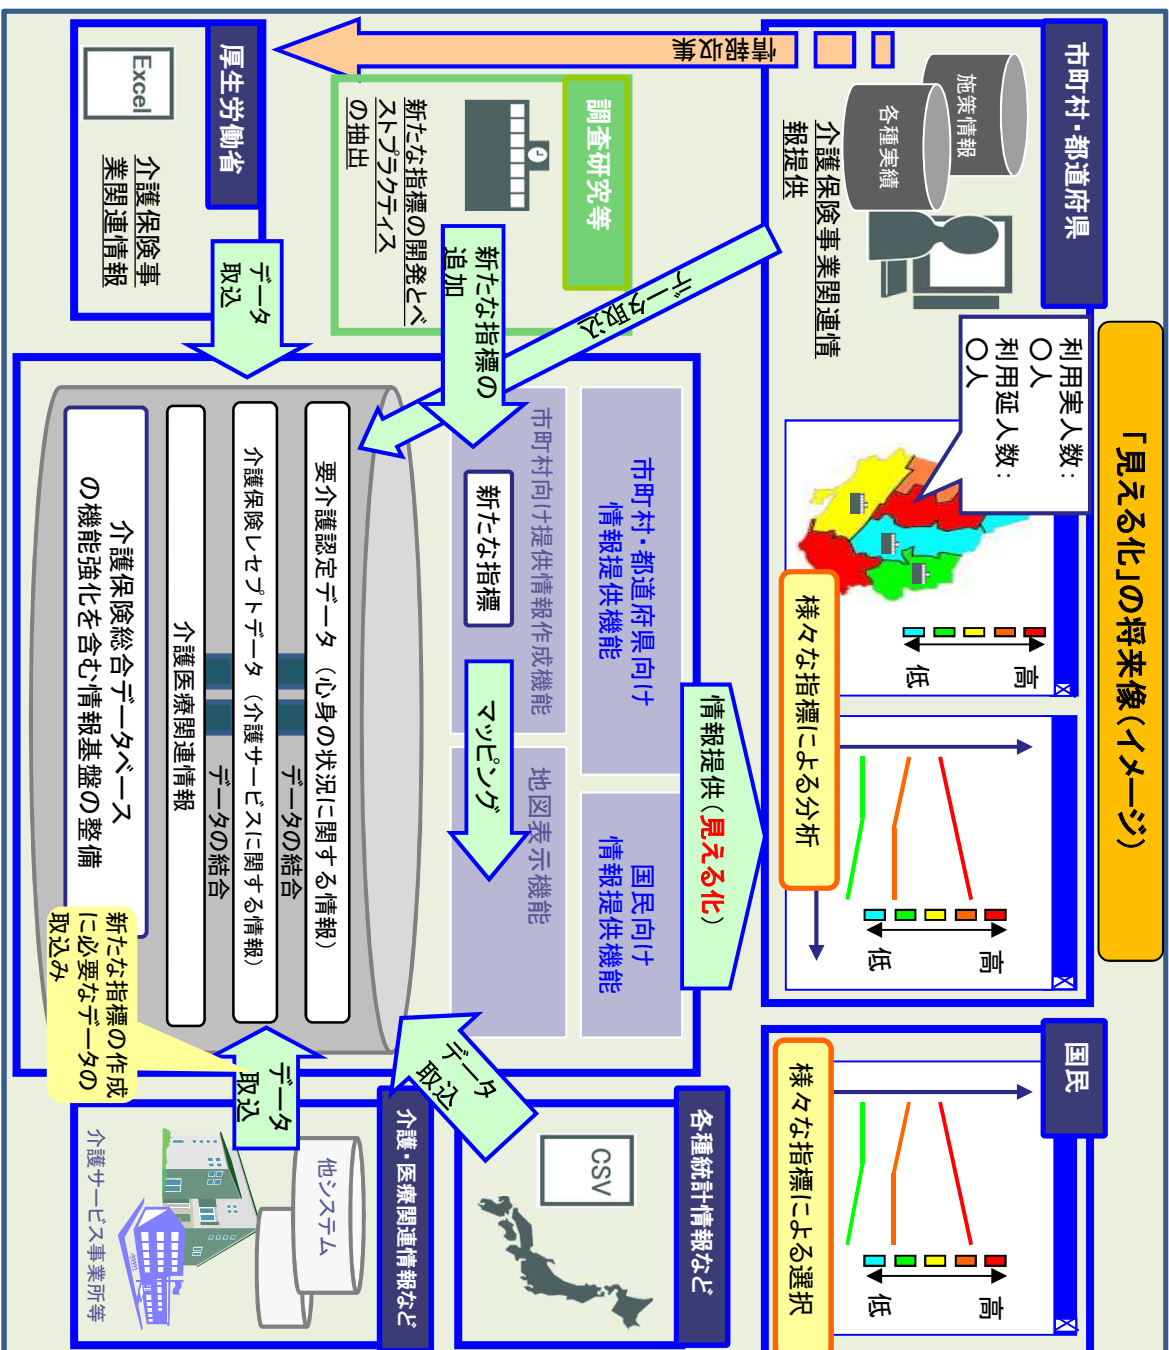 「見える化」の将来像(イメージ)
市町村・都道府県
施策情報
各種実績
介護保険事業関連情
報提供
利用実人数:
〇人
利用延人数:
〇人
高
低
様々な指標による分析
高
低
国民
高
低
様々な指標による選択
情報収集
調査研究等
新たな指標の開発とベ
ストプラクティス
の抽出
データ取込
新たな指標の
追加
情報提供(見える化)
市町村・都道府県向け
情報提供機能
国民向け
情報提供機能
市町村向け提供情報作成機能
地図表示機能
新たな指標
マッピング
各種統計情報など
CSV
データ
取込
厚生労働省
Excel
介護保険事
業関連情報
データ
取込
要介護認定データ (心身の状況に関する情報)
データの結合
介護保険レセプトデータ (介護サービスに関する情報)
データの結合
介護医療関連情報
介護保険総合データベース
の機能強化を含む情報基盤の整備
新たな指標の作成
に必要なデータの
取込み
データ
取込
介護・医療関連情報など
他システム
介護サービス事業所等